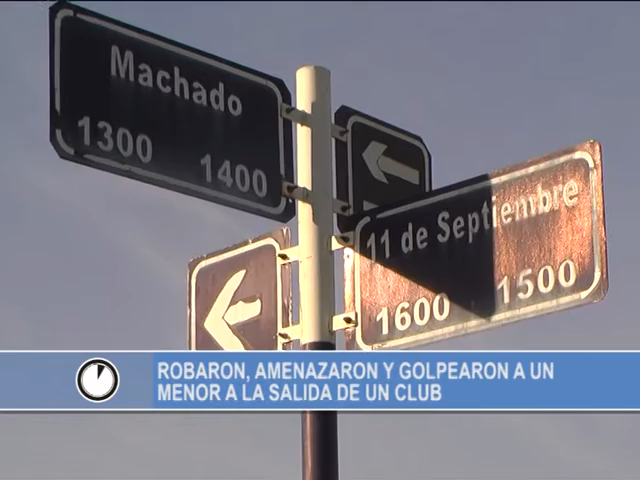 Machado
1300 1400
11 de Septiembre
1600 1500
ROBARON, AMENAZARON Y GOLPEARON A UN
MENOR A LA SALIDA DE UN CLUB